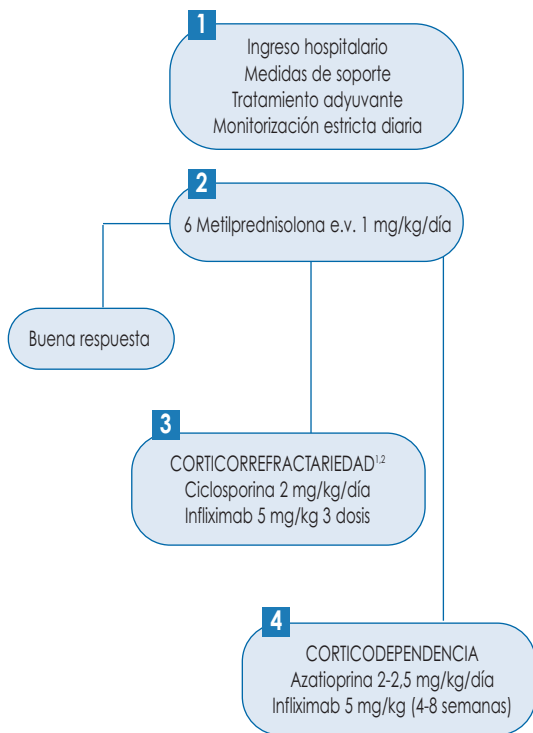 1
Ingreso hospitalario
Medidas de soporte
Tratamiento adyuvante
Monitorización estricta diaria
2
6 Metilprednisolona e.v. 1 mg/kg/día
Buena respuesta
3
CORTICORREFRACTARIEDAD1,2
Ciclosporina 2 mg/kg/día
Infliximab 5 mg/kg 3 dosis
4
CORTICODEPENDENCIA
Azatioprina 2-2,5 mg/kg/día
Infliximab 5 mg/kg (4-8 semanas)